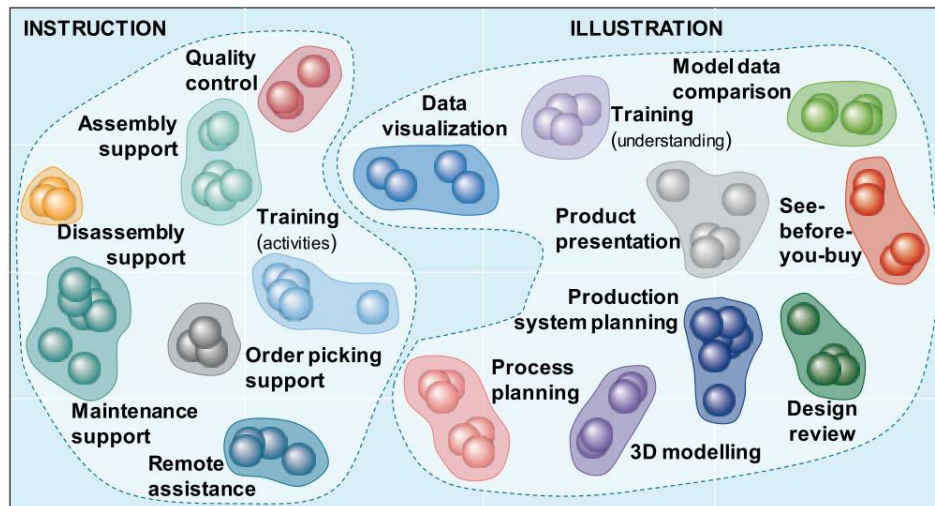 INSTRUCTION
Quality
control
Assembly
support
Disassembly
support
Training
(activities)
Order picking
support
Maintenance
support
Remote
assistance
ILLUSTRATION
Data
visualization
Training
(understanding)
Model data
comparison
Product
presentation
See-
before-
you-buy
Production
system planning
Process
planning
3D modelling
Design
review